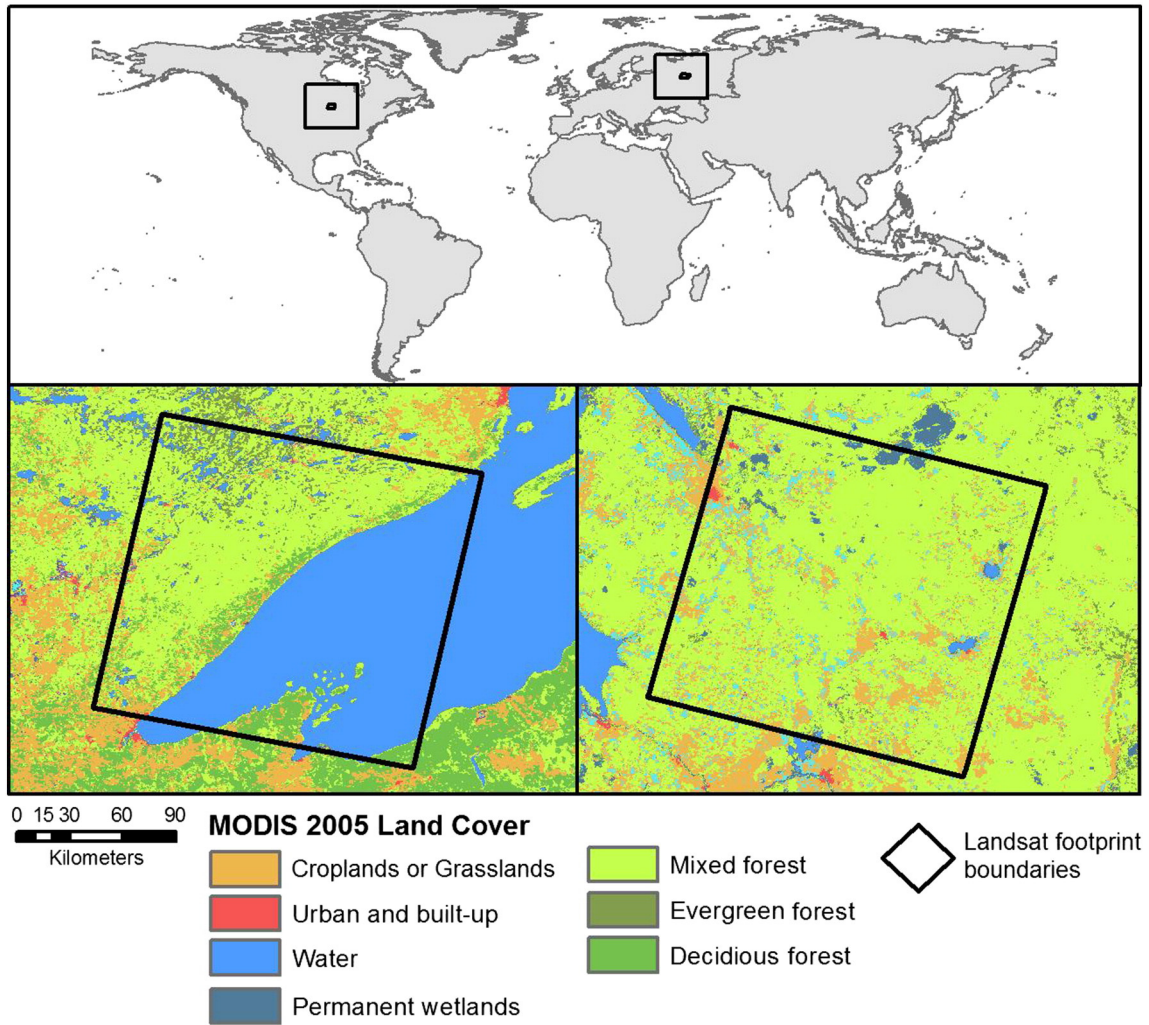 0 15 30 60 90
Kilometers
MODIS 2005 Land Cover
Croplands or Grasslands
Urban and built-up
Water
Permanent wetlands
Mixed forest
Evergreen forest
Decidious forest
Landsat footprint
boundaries